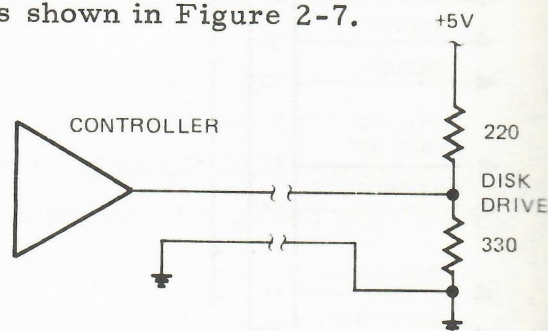 s shown in Figure 2-7.
+5V
CONTROLLER
220
DISK
DRIVE
330